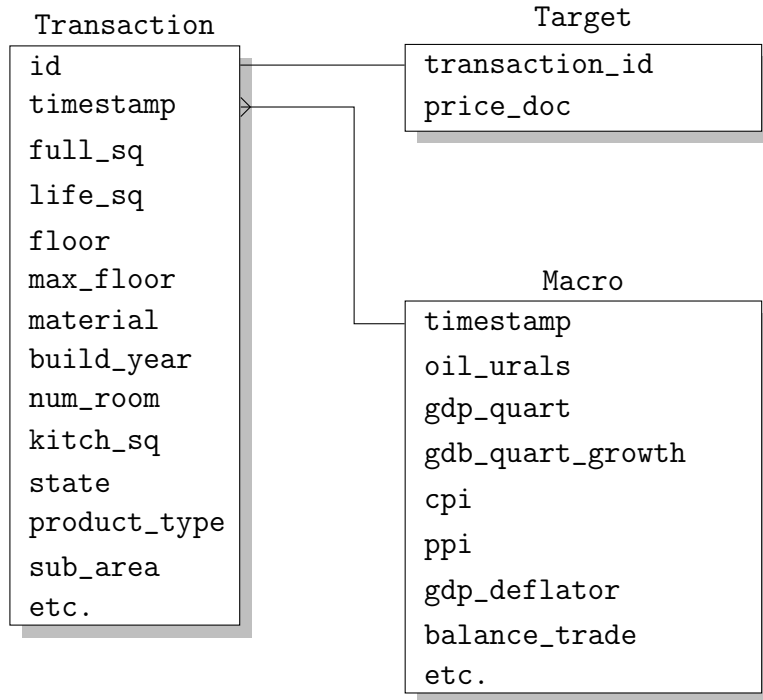 Transaction
id
timestamp
full_sq
life_sq
floor
max_floor
material
build_year
num_room
kitch_sq
state
product_type
sub_area
etc.
Target
transaction_id
price_doc
Macro
timestamp
oil_urals
gdp_quart
gdb_quart_growth
cpi
ppi
gdp_deflator
balance_trade
etc.